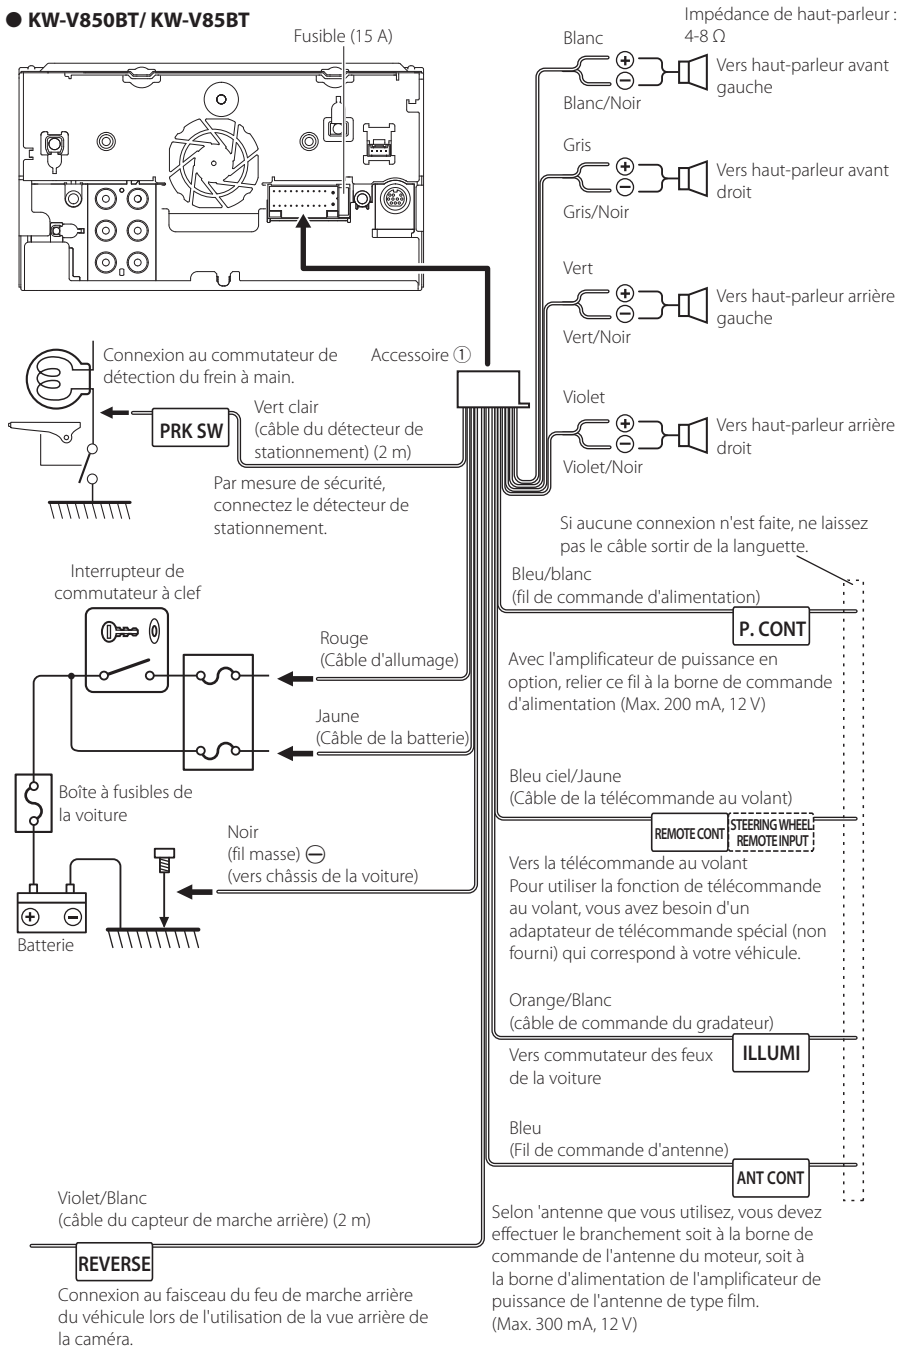 ● KW-V850BT/ KW-V85BT
Fusible (15 A)
Impédance de haut-parleur :
4-8 Ω
Blanc
Blanc/Noir
Vers haut-parleur avant
gauche
Gris
Gris/Noir
Vers haut-parleur avant
droit
Vert
Vert/Noir
Vers haut-parleur arrière
gauche
Violet
Violet/Noir
Vers haut-parleur arrière
droit
Connexion au commutateur de
détection du frein à main.
Accessoire ①
PRK SW
Vert clair
(câble du détecteur de
stationnement) (2 m)
Par mesure de sécurité,
connectez le détecteur de
stationnement.
Si aucune connexion n'est faite, ne laissez
pas le câble sortir de la languette.
Bleu/blanc
(fil de commande d'alimentation)
P. CONT
Avec l'amplificateur de puissance en
option, relier ce fil à la borne de commande
d'alimentation (Max. 200 mA, 12 V)
Interrupteur de
commutateur à clef
Rouge
(Câble d'allumage)
Jaune
(Câble de la batterie)
Boîte à fusibles de
la voiture
Noir
(fil masse) ⊖
(vers châssis de la voiture)
⊕ ⊖
Batterie
Bleu ciel/Jaune
(Câble de la télécommande au volant)
REMOTE CONT
STEERING WHEEL
REMOTE INPUT
Vers la télécommande au volant
Pour utiliser la fonction de télécommande
au volant, vous avez besoin d'un
adaptateur de télécommande spécial (non
fourni) qui correspond à votre véhicule.
Orange/Blanc
(câble de commande du gradateur)
ILLUMI
Vers commutateur des feux
de la voiture
Bleu
(Fil de commande d'antenne)
ANT CONT
Selon 'antenne que vous utilisez, vous devez
effectuer le branchement soit à la borne de
commande de l'antenne du moteur, soit à
la borne d'alimentation de l'amplificateur de
puissance de l'antenne de type film.
(Max. 300 mA, 12 V)
Violet/Blanc
(câble du capteur de marche arrière) (2 m)
REVERSE
Connexion au faisceau du feu de marche arrière
du véhicule lors de l'utilisation de la vue arrière de
la caméra.